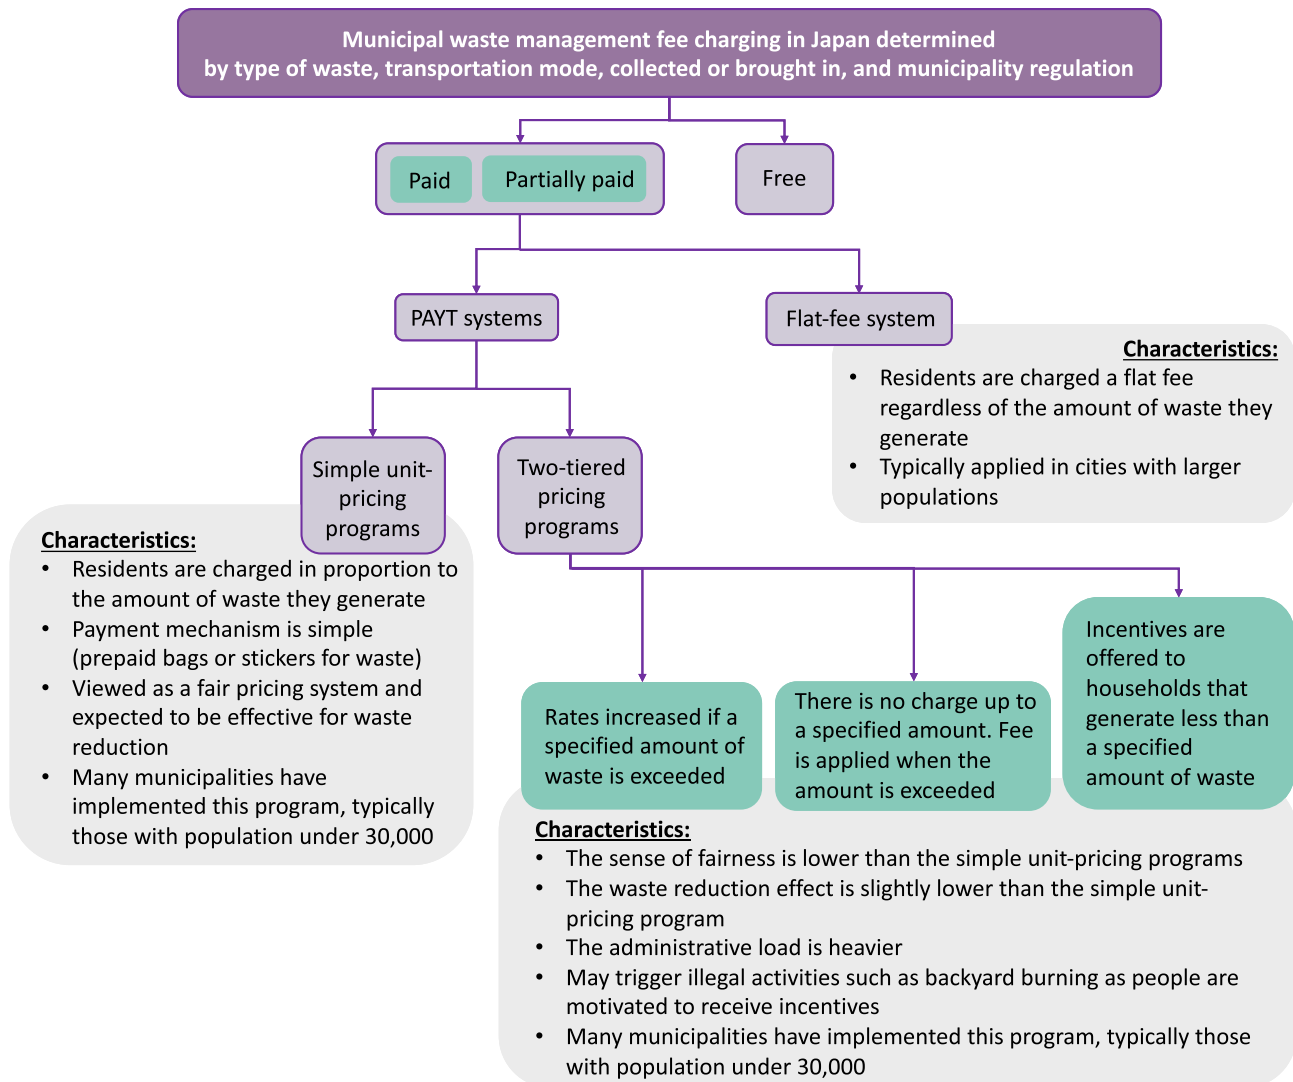 Municipal waste management fee charging in Japan determined
by type of waste, transportation mode, collected or brought in, and municipality regulation
Paid
Partially paid
Free
PAYT systems
Flat-fee system
Characteristics:
• Residents are charged a flat fee
regardless of the amount of waste they
generate
• Typically applied in cities with larger
populations
Simple unit-
pricing
programs
Two-tiered
pricing
programs
Characteristics:
• Residents are charged in proportion to
the amount of waste they generate
• Payment mechanism is simple
(prepaid bags or stickers for waste)
• Viewed as a fair pricing system and
expected to be effective for waste
reduction
• Many municipalities have
implemented this program, typically
those with population under 30,000
Rates increased if a
specified amount of
waste is exceeded
There is no charge up to
a specified amount. Fee
is applied when the
amount is exceeded
Incentives are
offered to
households that
generate less than
a specified
amount of waste
Characteristics:
• The sense of fairness is lower than the simple unit-pricing programs
• The waste reduction effect is slightly lower than the simple unit-
pricing program
• The administrative load is heavier
• May trigger illegal activities such as backyard burning as people are
motivated to receive incentives
• Many municipalities have implemented this program, typically those
with population under 30,000